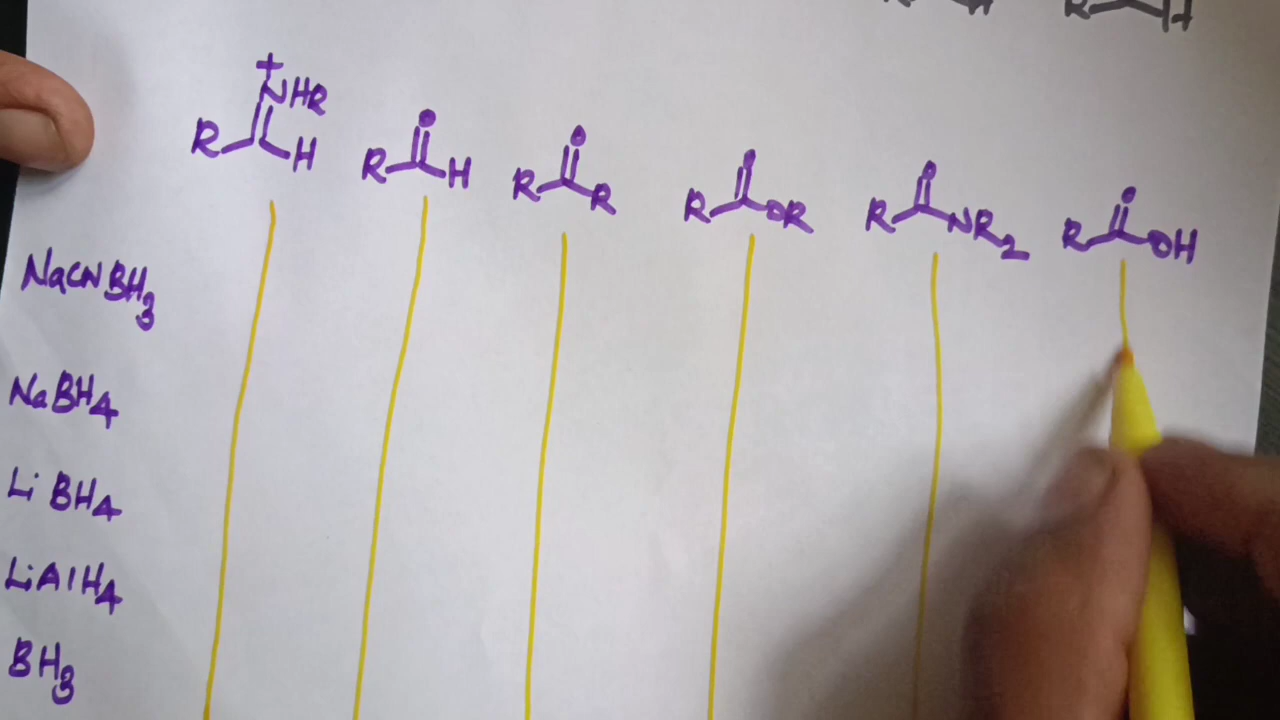 +
NHR
R H
R H
R R
R OR
R NR2
R OH
NaCNBH3
NaBH4
LiBH4
LiAlH4
BH3